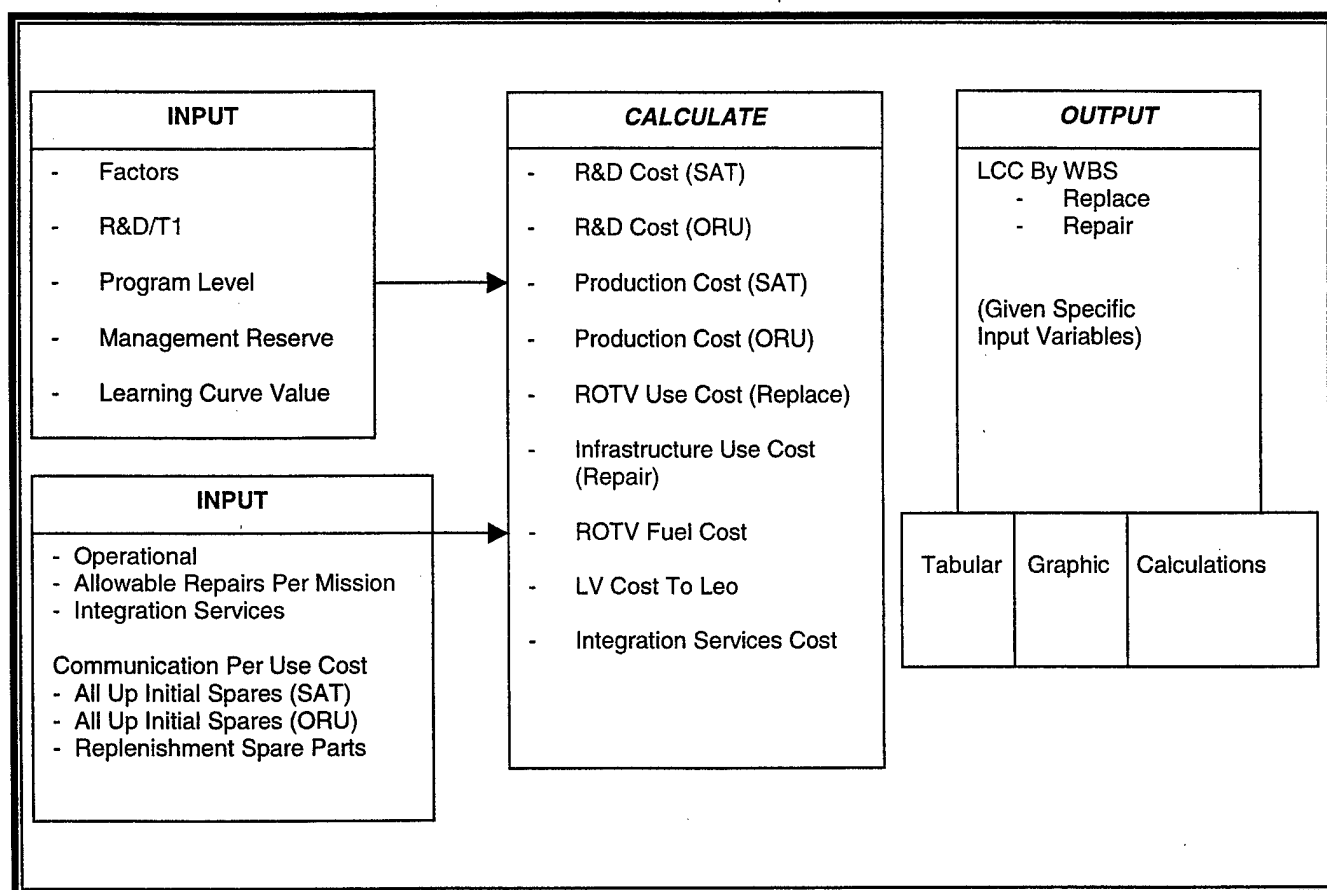 INPUT
- Factors
- R&D/T1
- Program Level
- Management Reserve
- Learning Curve Value
INPUT
- Operational
- Allowable Repairs Per Mission
- Integration Services
Communication Per Use Cost
- All Up Initial Spares (SAT)
- All Up Initial Spares (ORU)
- Replenishment Spare Parts
CALCULATE
- R&D Cost (SAT)
- R&D Cost (ORU)
- Production Cost (SAT)
- Production Cost (ORU)
- ROTV Use Cost (Replace)
- Infrastructure Use Cost
(Repair)
- ROTV Fuel Cost
- LV Cost To Leo
- Integration Services Cost
OUTPUT
LCC By WBS
- Replace
- Repair
(Given Specific
Input Variables)
Tabular
Graphic
Calculations